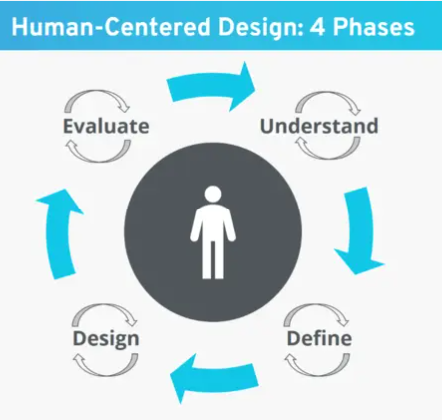 Human-Centered Design: 4 Phases
Evaluate
Understand
Design
Define